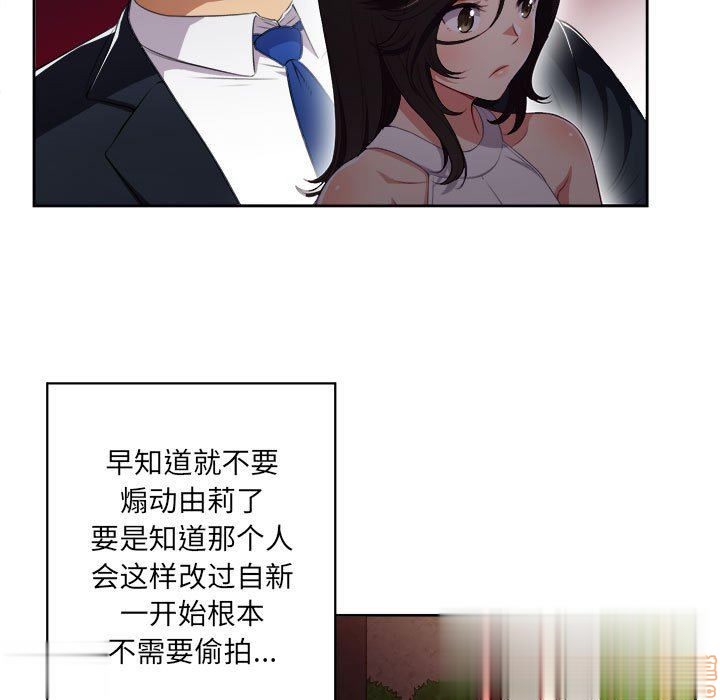 早知道就不要
煽动由莉了
要是知道那个人
会这样改过自新
一开始根本
不需要偷拍...